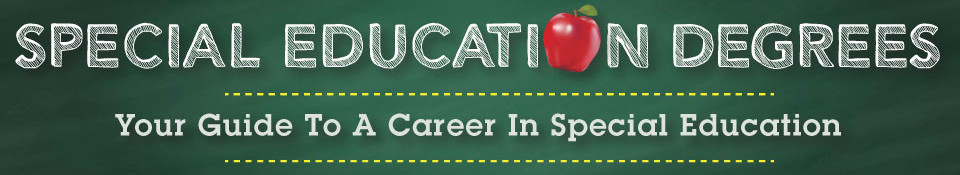 SPECIAL EDUCATION DEGREES
Your Guide To A Career In Special Education